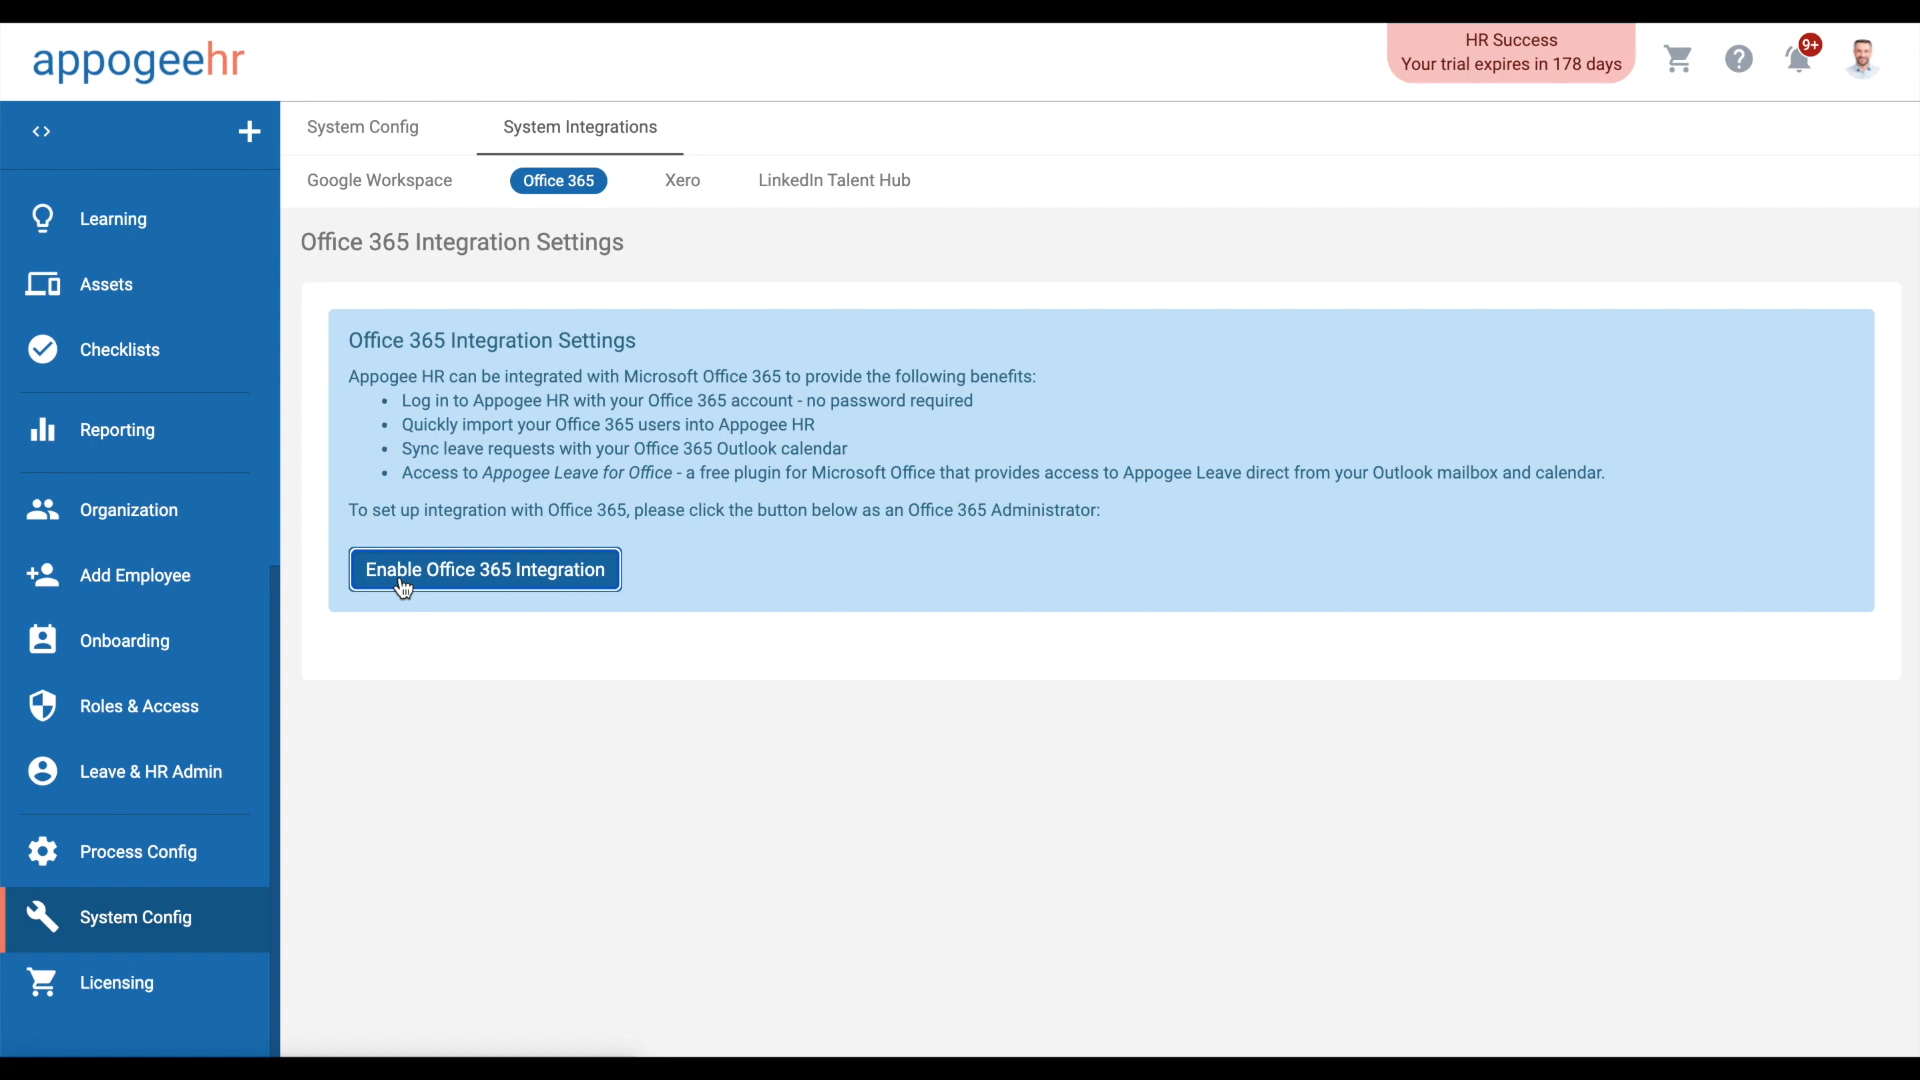 appogeehr
HR Success
Your trial expires in 178 days
9+
System Config
System Integrations
Google Workspace
Office 365
Xero
LinkedIn Talent Hub
Learning
Assets
Checklists
Reporting
Organization
Add Employee
Onboarding
Roles & Access
Leave & HR Admin
Process Config
System Config
Licensing
Office 365 Integration Settings
Office 365 Integration Settings
Appogee HR can be integrated with Microsoft Office 365 to provide the following benefits:
• Log in to Appogee HR with your Office 365 account - no password required
• Quickly import your Office 365 users into Appogee HR
• Sync leave requests with your Office 365 Outlook calendar
• Access to Appogee Leave for Office - a free plugin for Microsoft Office that provides access to Appogee Leave direct from your Outlook mailbox and calendar.
To set up integration with Office 365, please click the button below as an Office 365 Administrator:
Enable Office 365 Integration